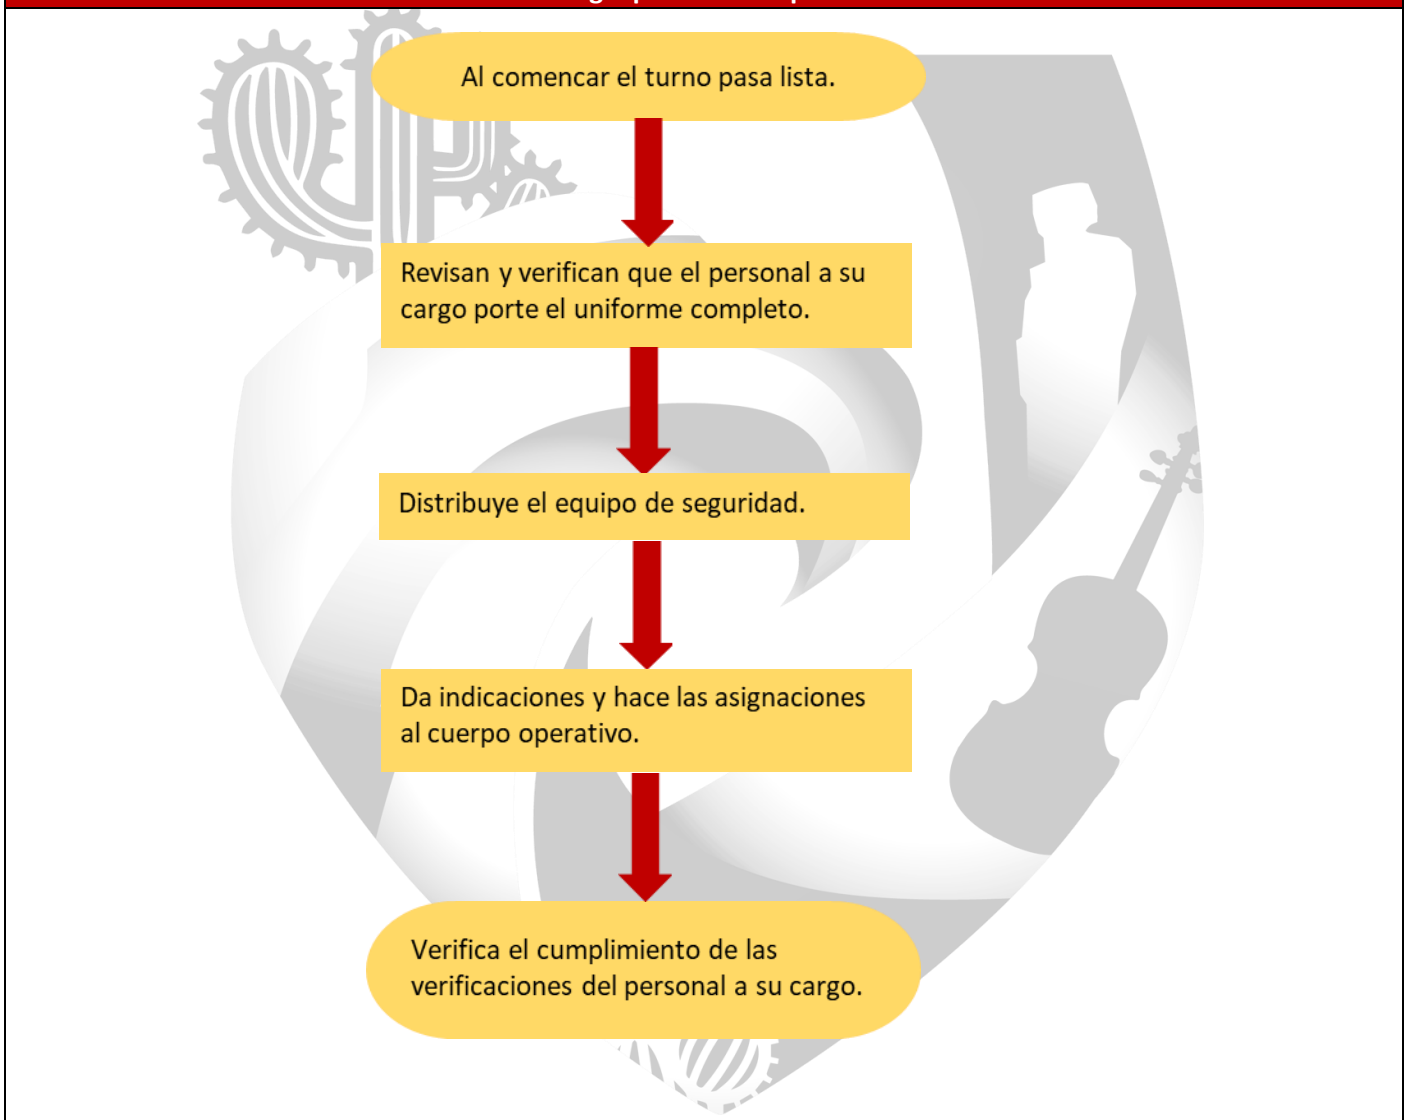 Al comencar el turno pasa lista.
Revisan y verifican que el personal a su
cargo porte el uniforme completo.
Distribuye el equipo de seguridad.
Da indicaciones y hace las asignaciones
al cuerpo operativo.
Verifica el cumplimiento de las
verificaciones del personal a su cargo.